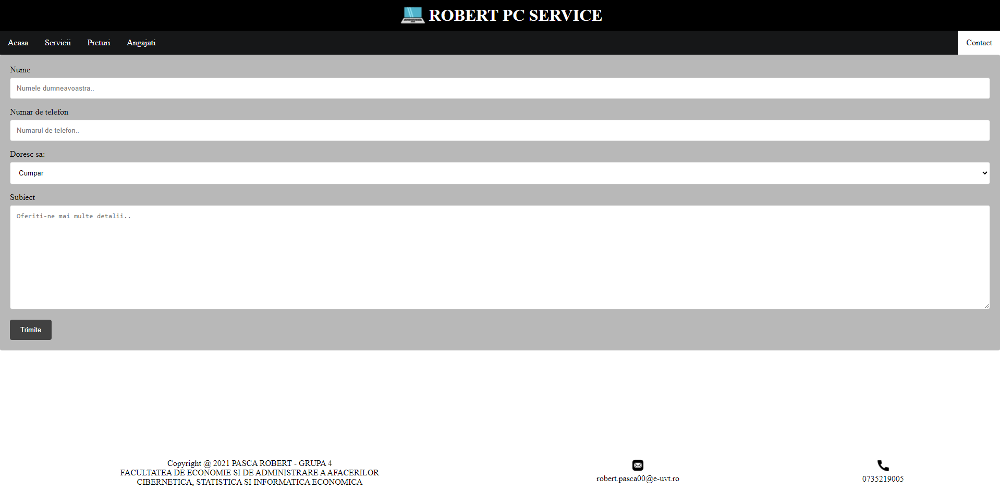 ROBERT PC SERVICE
Acasa Servicii Preturi Angajati Contact
Nume
Numele dumneavoastra..
Numar de telefon
Numarul de telefon..
Doresc sa:
Cumpar
Subiect
Oferiti-ne mai multe detalii..
Trimite
Copyright @ 2021 PASCA ROBERT - GRUPA 4
FACULTATEA DE ECONOMIE SI DE ADMINISTRARE A AFACERILOR
CIBERNETICA, STATISTICA SI INFORMATICA ECONOMICA
robert.pasca00@e-uvt.ro
0735219005